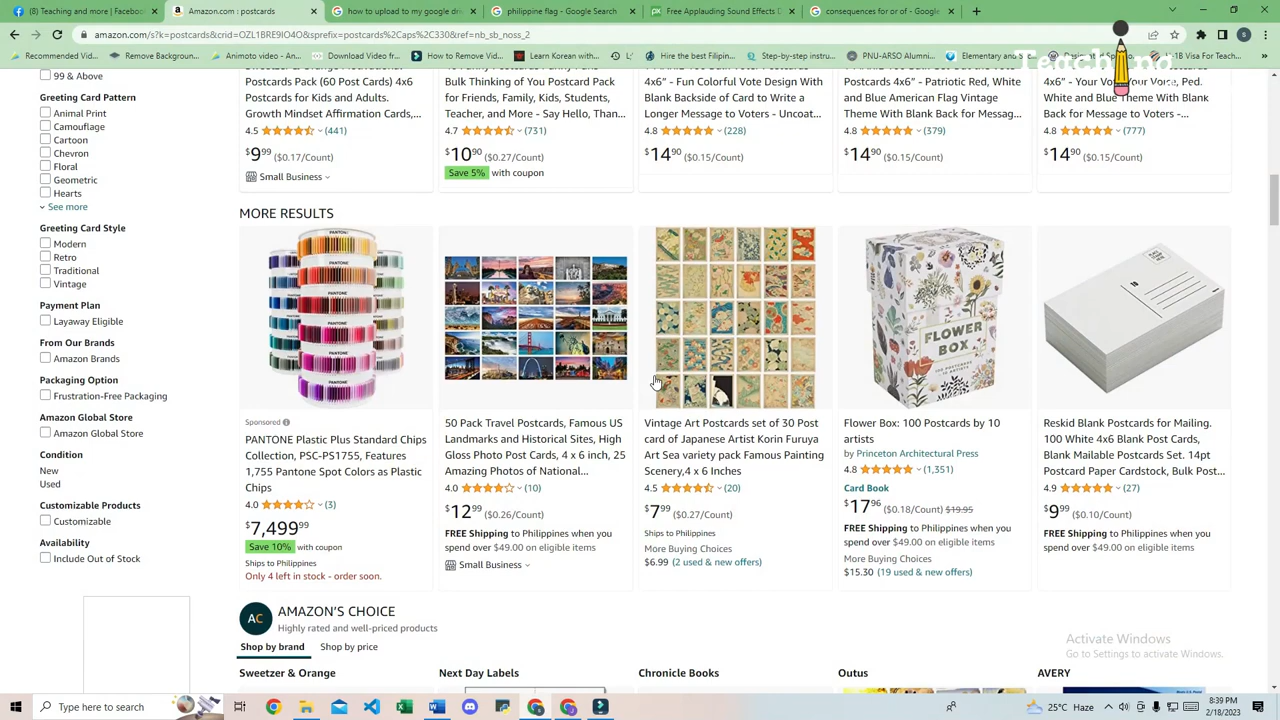 (8) Teaching and more | Facebook
Amazon.com : postcards
how to upload to my google dri
philippine flag - Google Search
Free Applauding Sound Effects D
consequences for or of - Google
amazon.com/s?k=postcards&crid=OZL1BRE9IO4O&sprefix=postcards%2Caps%2C330&ref=nb_sb_noss_2
Recommended Vide...
Remove Background...
Animoto video - An...
Download Video fr...
How to Remove Vid...
Learn Korean with...
Library
Hire the best Filipin...
Step-by-step instru...
PNU-ARSO Alumni...
Elementary an
H1B Visa For Teach...
Teaching
99 & Above
Greeting Card Pattern
Animal Print
Camouflage
Cartoon
Chevron
Floral
Geometric
Hearts
See more
Greeting Card Style
Modern
Retro
Traditional
Vintage
Payment Plan
Layaway Eligible
From Our Brands
Amazon Brands
Packaging Option
Frustration-Free Packaging
Amazon Global Store
Amazon Global Store
Condition
New
Used
Customizable Products
Customizable
Availability
Include Out of Stock
Postcards Pack (60 Post Cards) 4x6
Postcards for Kids and Adults.
Growth Mindset Affirmation Cards,...
4.5 (441)
$9.99 ($0.17/Count)
Small Business
Bulk Thinking of You Postcard Pack
for Friends, Family, Kids, Students,
Teacher, and More - Say Hello, Than...
4.7 (731)
$10.90 ($0.27/Count)
Save 5% with coupon
4x6" - Fun Colorful Vote Design With
Blank Backside of Card to Write a
Longer Message to Voters - Uncoat...
4.8 (228)
$14.90 ($0.15/Count)
Postcards 4x6" - Patriotic Red, White
and Blue American Flag Vintage
Theme With Blank Back for Messag...
4.8 (379)
$14.90 ($0.15/Count)
4x6" - Your Vote, Your Voice, Red.
White and Blue Theme With Blank
Back for Message to Voters -...
4.8 (777)
$14.90 ($0.15/Count)
MORE RESULTS
PANTONE
FLOWER BOX
Sponsored
PANTONE Plastic Plus Standard Chips
Collection, PSC-PS1755, Features
1,755 Pantone Spot Colors as Plastic
Chips
4.0 (3)
$7,499.99
Save 10% with coupon
Ships to Philippines
Only 4 left in stock - order soon.
50 Pack Travel Postcards, Famous US
Landmarks and Historical Sites, High
Gloss Photo Post Cards, 4 x 6 inch, 25
Amazing Photos of National...
4.0 (10)
$12.99 ($0.26/Count)
FREE Shipping to Philippines when you
spend over $49.00 on eligible items
Small Business
Vintage Art Postcards set of 30 Post
card of Japanese Artist Korin Furuya
Art Sea variety pack Famous Painting
Scenery,4 x 6 Inches
4.5 (20)
$7.99 ($0.27/Count)
Ships to Philippines
More Buying Choices
$6.99 (2 used & new offers)
Flower Box: 100 Postcards by 10
artists
by Princeton Architectural Press
4.8 (1,351)
Card Book
$17.96 ($0.18/Count) $19.95
FREE Shipping to Philippines when you
spend over $49.00 on eligible items
More Buying Choices
$15.30 (19 used & new offers)
Reskid Blank Postcards for Mailing.
100 White 4x6 Blank Post Cards,
Blank Mailable Postcards Set. 14pt
Postcard Paper Cardstock, Bulk Post...
4.9 (27)
$9.99 ($0.10/Count)
FREE Shipping to Philippines when you
spend over $49.00 on eligible items
AC AMAZON'S CHOICE
Highly rated and well-priced products
Shop by brand Shop by price
Sweetzer & Orange
Next Day Labels
Chronicle Books
Outus
AVERY
Activate Windows
Go to Settings to activate Windows.
Type here to search
25°C Haze
8:39 PM
2/18/2023